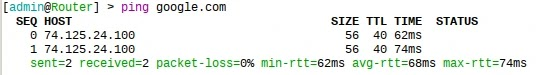 [admin@Router] > ping google.com
SEQ HOST SIZE TTL TIME STATUS
0 74.125.24.100 56 40 62ms
1 74.125.24.100 56 40 74ms
sent=2 received=2 packet-loss=0% min-rtt=62ms avg-rtt=68ms max-rtt=74ms